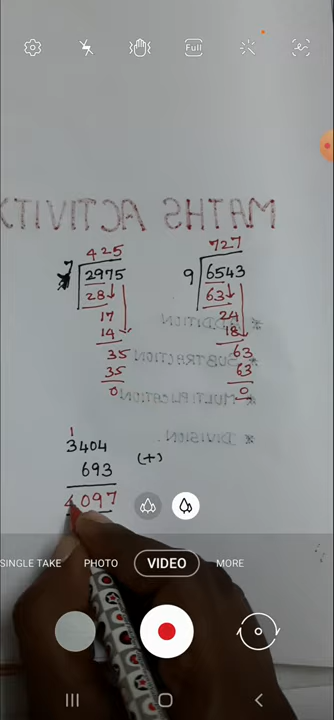 Full
MATHS ACTIVITY
425
7 2975
28
17
14
35
35
0
727
9 6543
63
24
18
63
63
0
* ADDITION
* SUBTRACTION
* MULTIPLICATION
* DIVISION.
1
3404
693 (+)
4097
SINGLE TAKE PHOTO VIDEO MORE